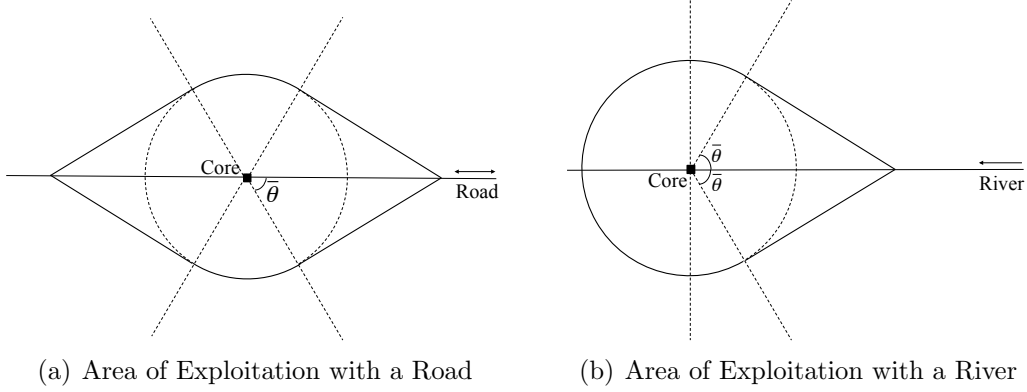 Core
θ̅
Road
(a) Area of Exploitation with a Road
θ̅
Core
θ̅
River
(b) Area of Exploitation with a River